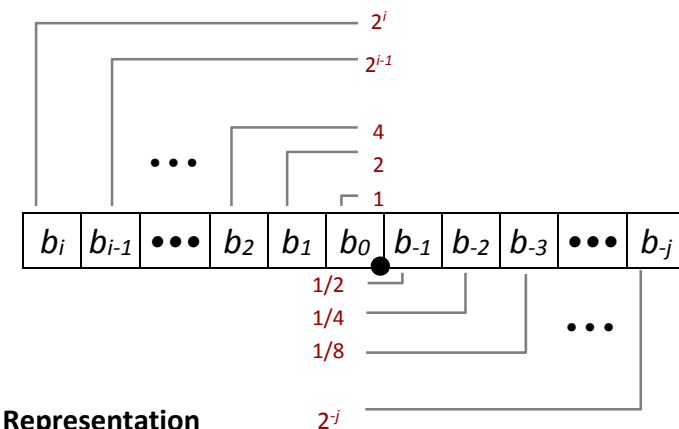 2^i
2^{i-1}
•••
4
2
1
b_i b_{i-1} ••• b_2 b_1 b_0 b_{-1} b_{-2} b_{-3} ••• b_{-j}
1/2
1/4
•••
1/8
Representation 2^{-j}